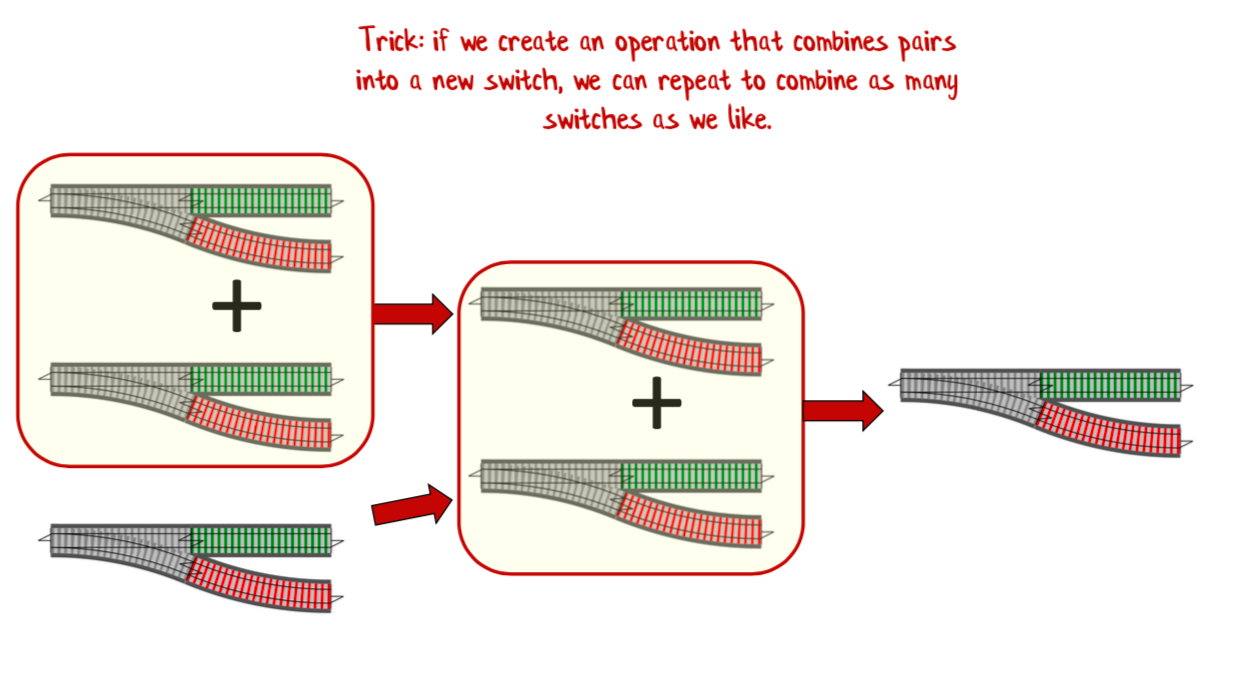 Trick: if we create an operation that combines pairs
into a new switch, we can repeat to combine as many
switches as we like.
+
+